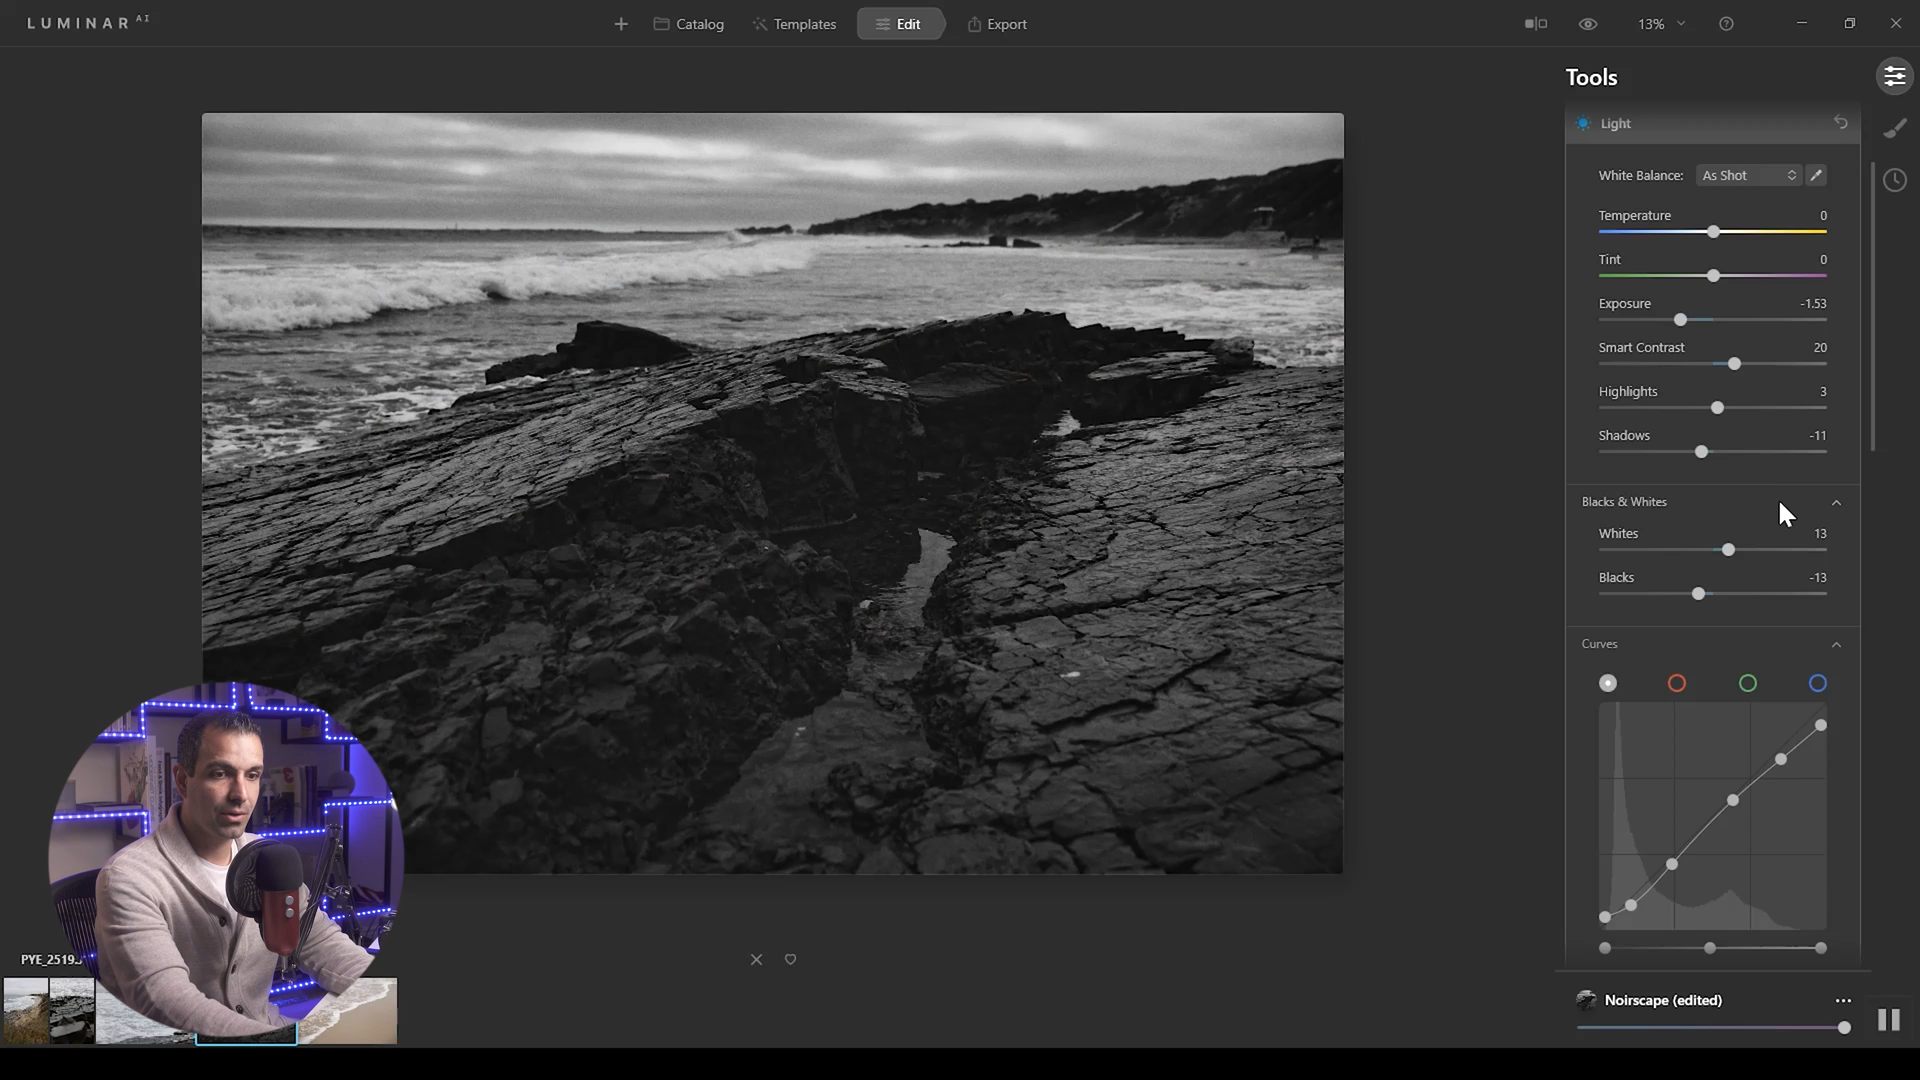 LUMINAR AI
Catalog
Templates
Edit
Export
13%
Tools
Light
White Balance: As Shot
Temperature 0
Tint 0
Exposure -1.53
Smart Contrast 20
Highlights 3
Shadows -11
Blacks & Whites
Whites 13
Blacks -13
Curves
PYE_2519.
Noirscape (edited)